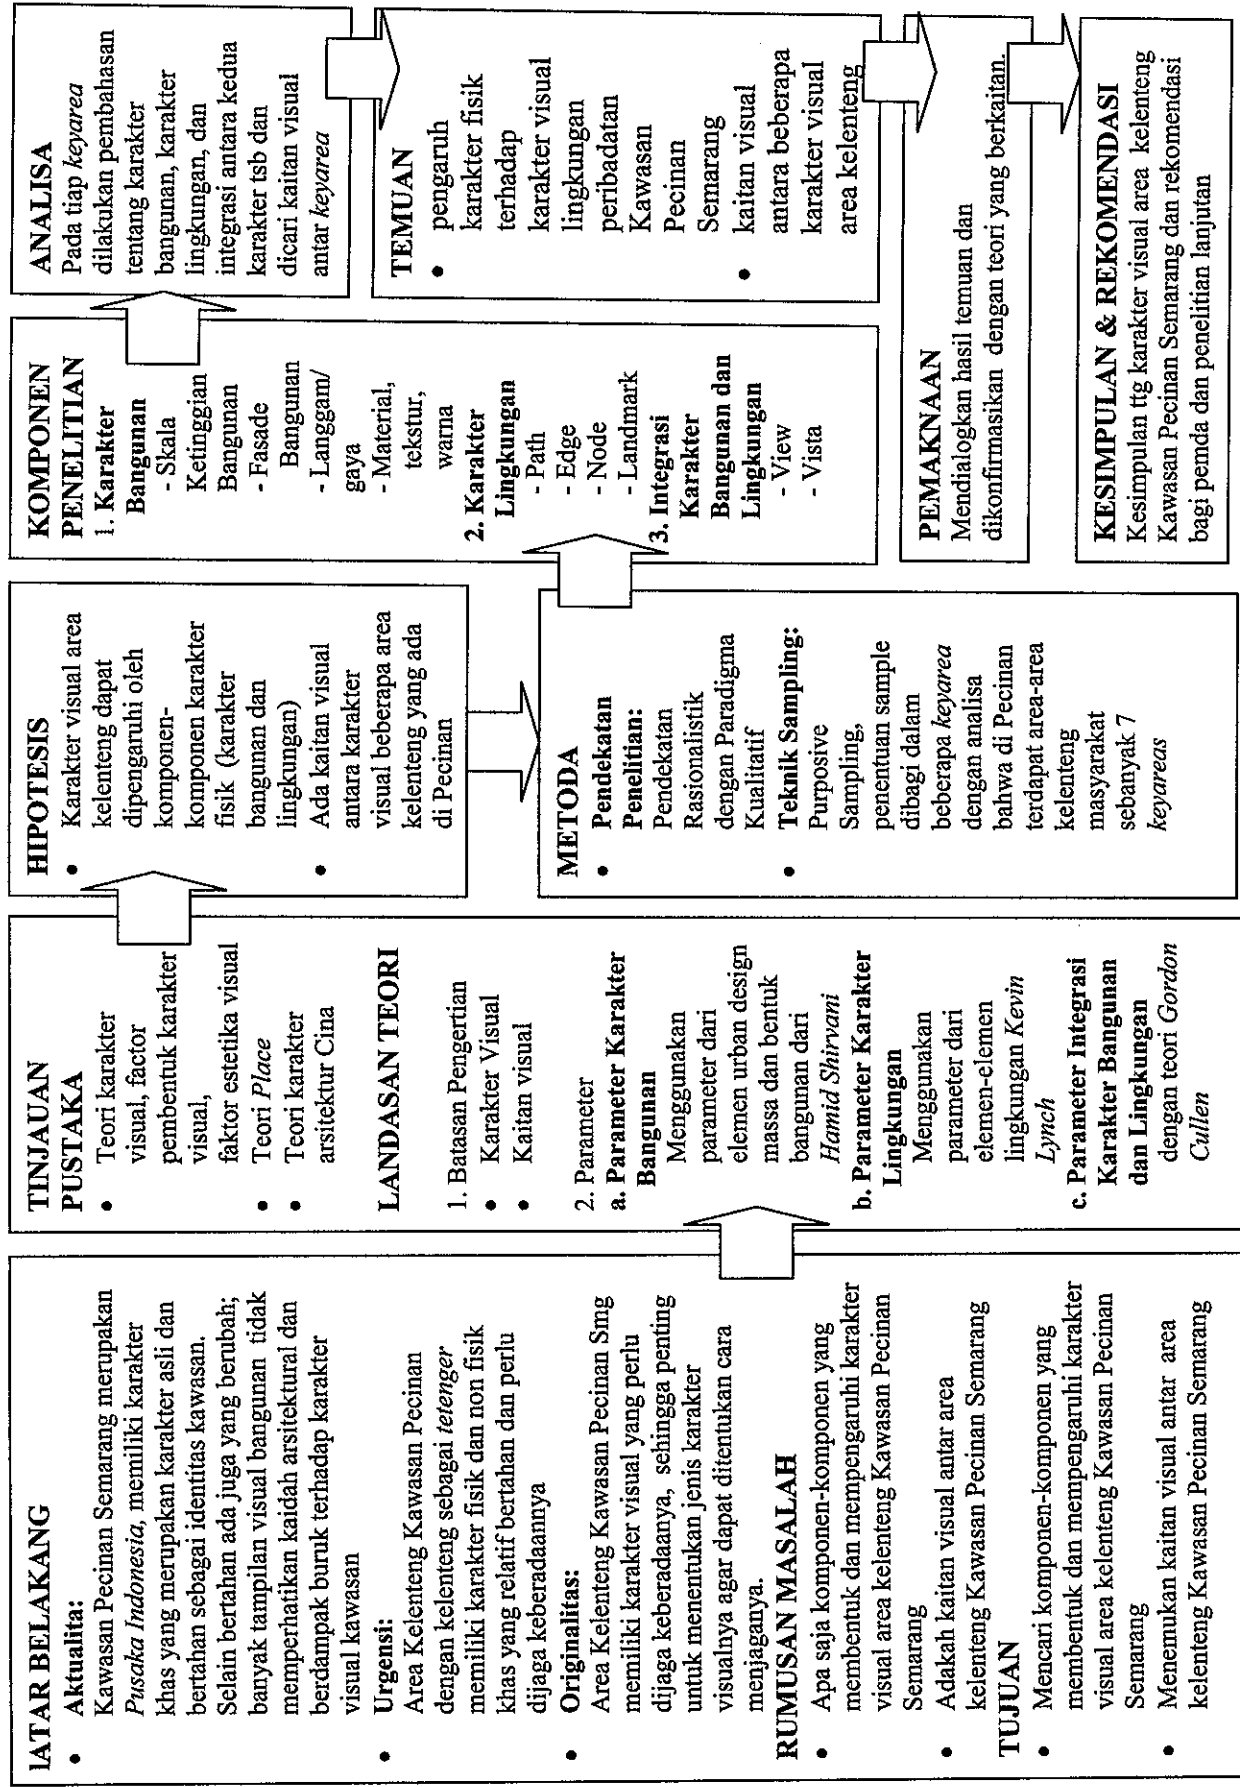 lATAR BELAKANG
• Aktualita:
Kawasan Pecinan Semarang merupakan
Pusaka Indonesia, memiliki karakter
khas yang merupakan karakter asli dan
bertahan sebagai identitas kawasan.
Selain bertahan ada juga yang berubah;
banyak tampilan visual bangunan tidak
memperhatikan kaidah arsitektural dan
berdampak buruk terhadap karakter
visual kawasan
• Urgensi:
Area Kelenteng Kawasan Pecinan
dengan kelenteng sebagai tetenger
memiliki karakter fisik dan non fisik
khas yang relatif bertahan dan perlu
dijaga keberadaannya
• Originalitas:
Area Kelenteng Kawasan Pecinan Smg
memiliki karakter visual yang perlu
dijaga keberadaanya, sehingga penting
untuk menentukan jenis karakter
visualnya agar dapat ditentukan cara
menjaganya.
RUMUSAN MASALAH
• Apa saja komponen-komponen yang
membentuk dan mempengaruhi karakter
visual area kelenteng Kawasan Pecinan
Semarang
• Adakah kaitan visual antar area
kelenteng Kawasan Pecinan Semarang
TUJUAN
• Mencari komponen-komponen yang
membentuk dan mempengaruhi karakter
visual area kelenteng Kawasan Pecinan
Semarang
• Menemukan kaitan visual antar area
kelenteng Kawasan Pecinan Semarang
TINJAUAN
PUSTAKA
• Teori karakter
visual, factor
pembentuk karakter
visual,
faktor estetika visual
• Teori Place
• Teori karakter
arsitektur Cina
LANDASAN TEORI
1. Batasan Pengertian
• Karakter Visual
• Kaitan visual
2. Parameter
a. Parameter Karakter
Bangunan
Menggunakan
parameter dari
elemen urban design
massa dan bentuk
bangunan dari
Hamid Shirvani
b. Parameter Karakter
Lingkungan
Menggunakan
parameter dari
elemen-elemen
lingkungan Kevin
Lynch
c. Parameter Integrasi
Karakter Bangunan
dan Lingkungan
dengan teori Gordon
Cullen
HIPOTESIS
• Karakter visual area
kelenteng dapat
dipengaruhi oleh
komponen-
komponen karakter
fisik (karakter
bangunan dan
lingkungan)
• Ada kaitan visual
antara karakter
visual beberapa area
kelenteng yang ada
di Pecinan
METODA
• Pendekatan
Penelitian:
Pendekatan
Rasionalistik
dengan Paradigma
Kualitatif
• Teknik Sampling:
Purposive
Sampling,
penentuan sample
dibagi dalam
beberapa keyarea
dengan analisa
bahwa di Pecinan
terdapat area-area
kelenteng
masyarakat
sebanyak 7
keyareas
KOMPONEN
PENELITIAN
1. Karakter
Bangunan
- Skala
Ketinggian
Bangunan
- Fasade
Bangunan
- Langgam/
gaya
- Material,
tekstur,
warna
2. Karakter
Lingkungan
- Path
- Edge
- Node
- Landmark
3. Integrasi
Karakter
Bangunan dan
Lingkungan
- View
- Vista
ANALISA
Pada tiap keyarea
dilakukan pembahasan
tentang karakter
bangunan, karakter
lingkungan, dan
integrasi antara kedua
karakter tsb dan
dicari kaitan visual
antar keyarea
TEMUAN
• pengaruh
karakter fisik
terhadap
karakter visual
lingkungan
peribadatan
Kawasan
Pecinan
Semarang
• kaitan visual
antara beberapa
karakter visual
area kelenteng
PEMAKNAAN
Mendialogkan hasil temuan dan
dikonfirmasikan dengan teori yang berkaitan.
KESIMPULAN & REKOMENDASI
Kesimpulan ttg karakter visual area kelenteng
Kawasan Pecinan Semarang dan rekomendasi
bagi pemda dan penelitian lanjutan